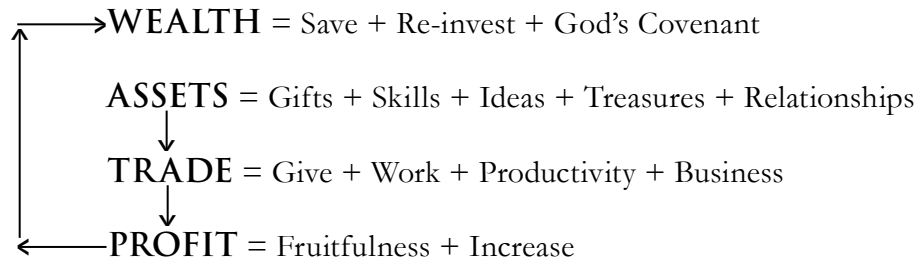 WEALTH = Save + Re-invest + God's Covenant
ASSETS = Gifts + Skills + Ideas + Treasures + Relationships
TRADE = Give + Work + Productivity + Business
PROFIT = Fruitfulness + Increase